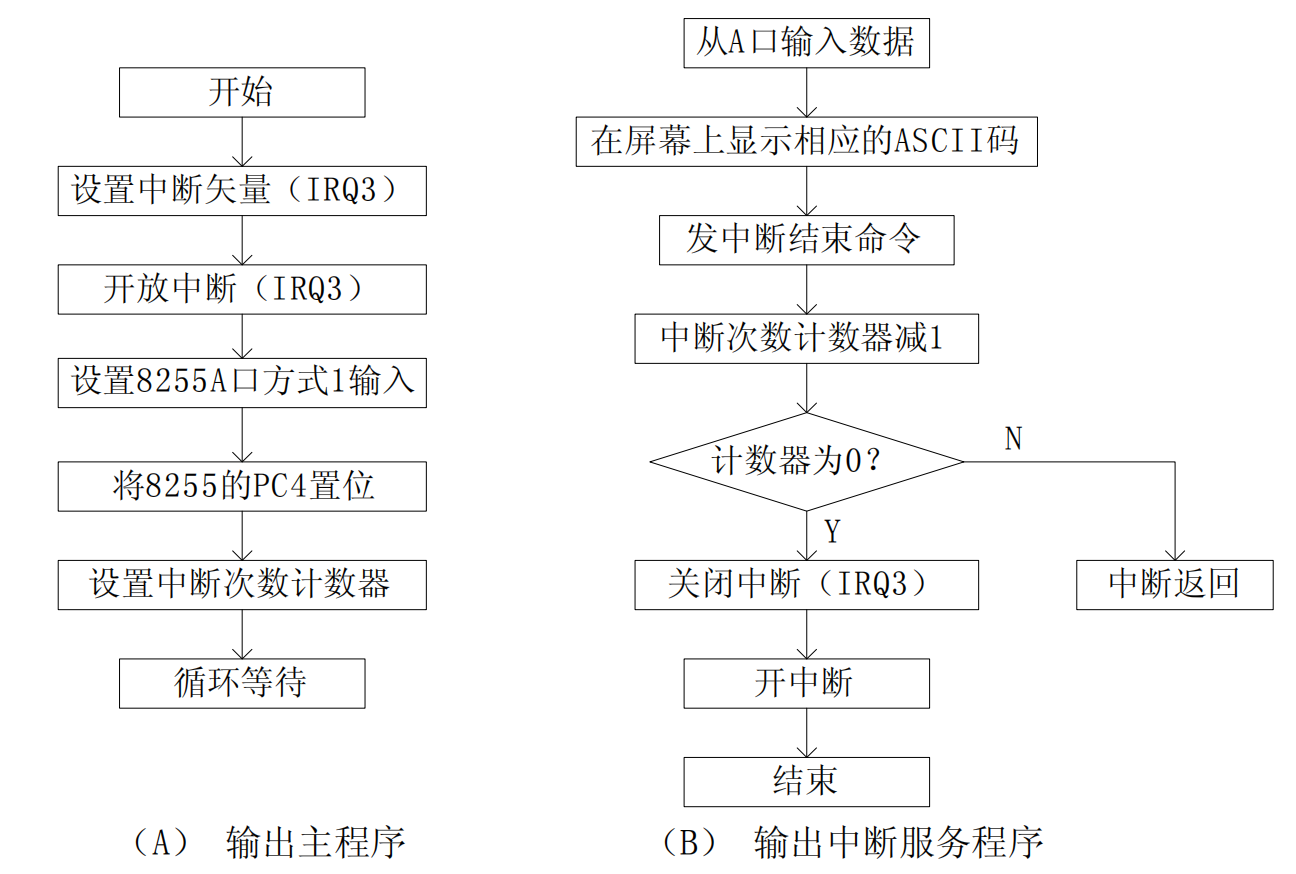 开始
设置中断矢量（IRQ3）
开放中断（IRQ3）
设置8255A口方式1输入
将8255的PC4置位
设置中断次数计数器
循环等待
（A） 输出主程序
从A口输入数据
在屏幕上显示相应的ASCII码
发中断结束命令
中断次数计数器减1
计数器为0？
N
Y
关闭中断（IRQ3）
中断返回
开中断
结束
（B） 输出中断服务程序